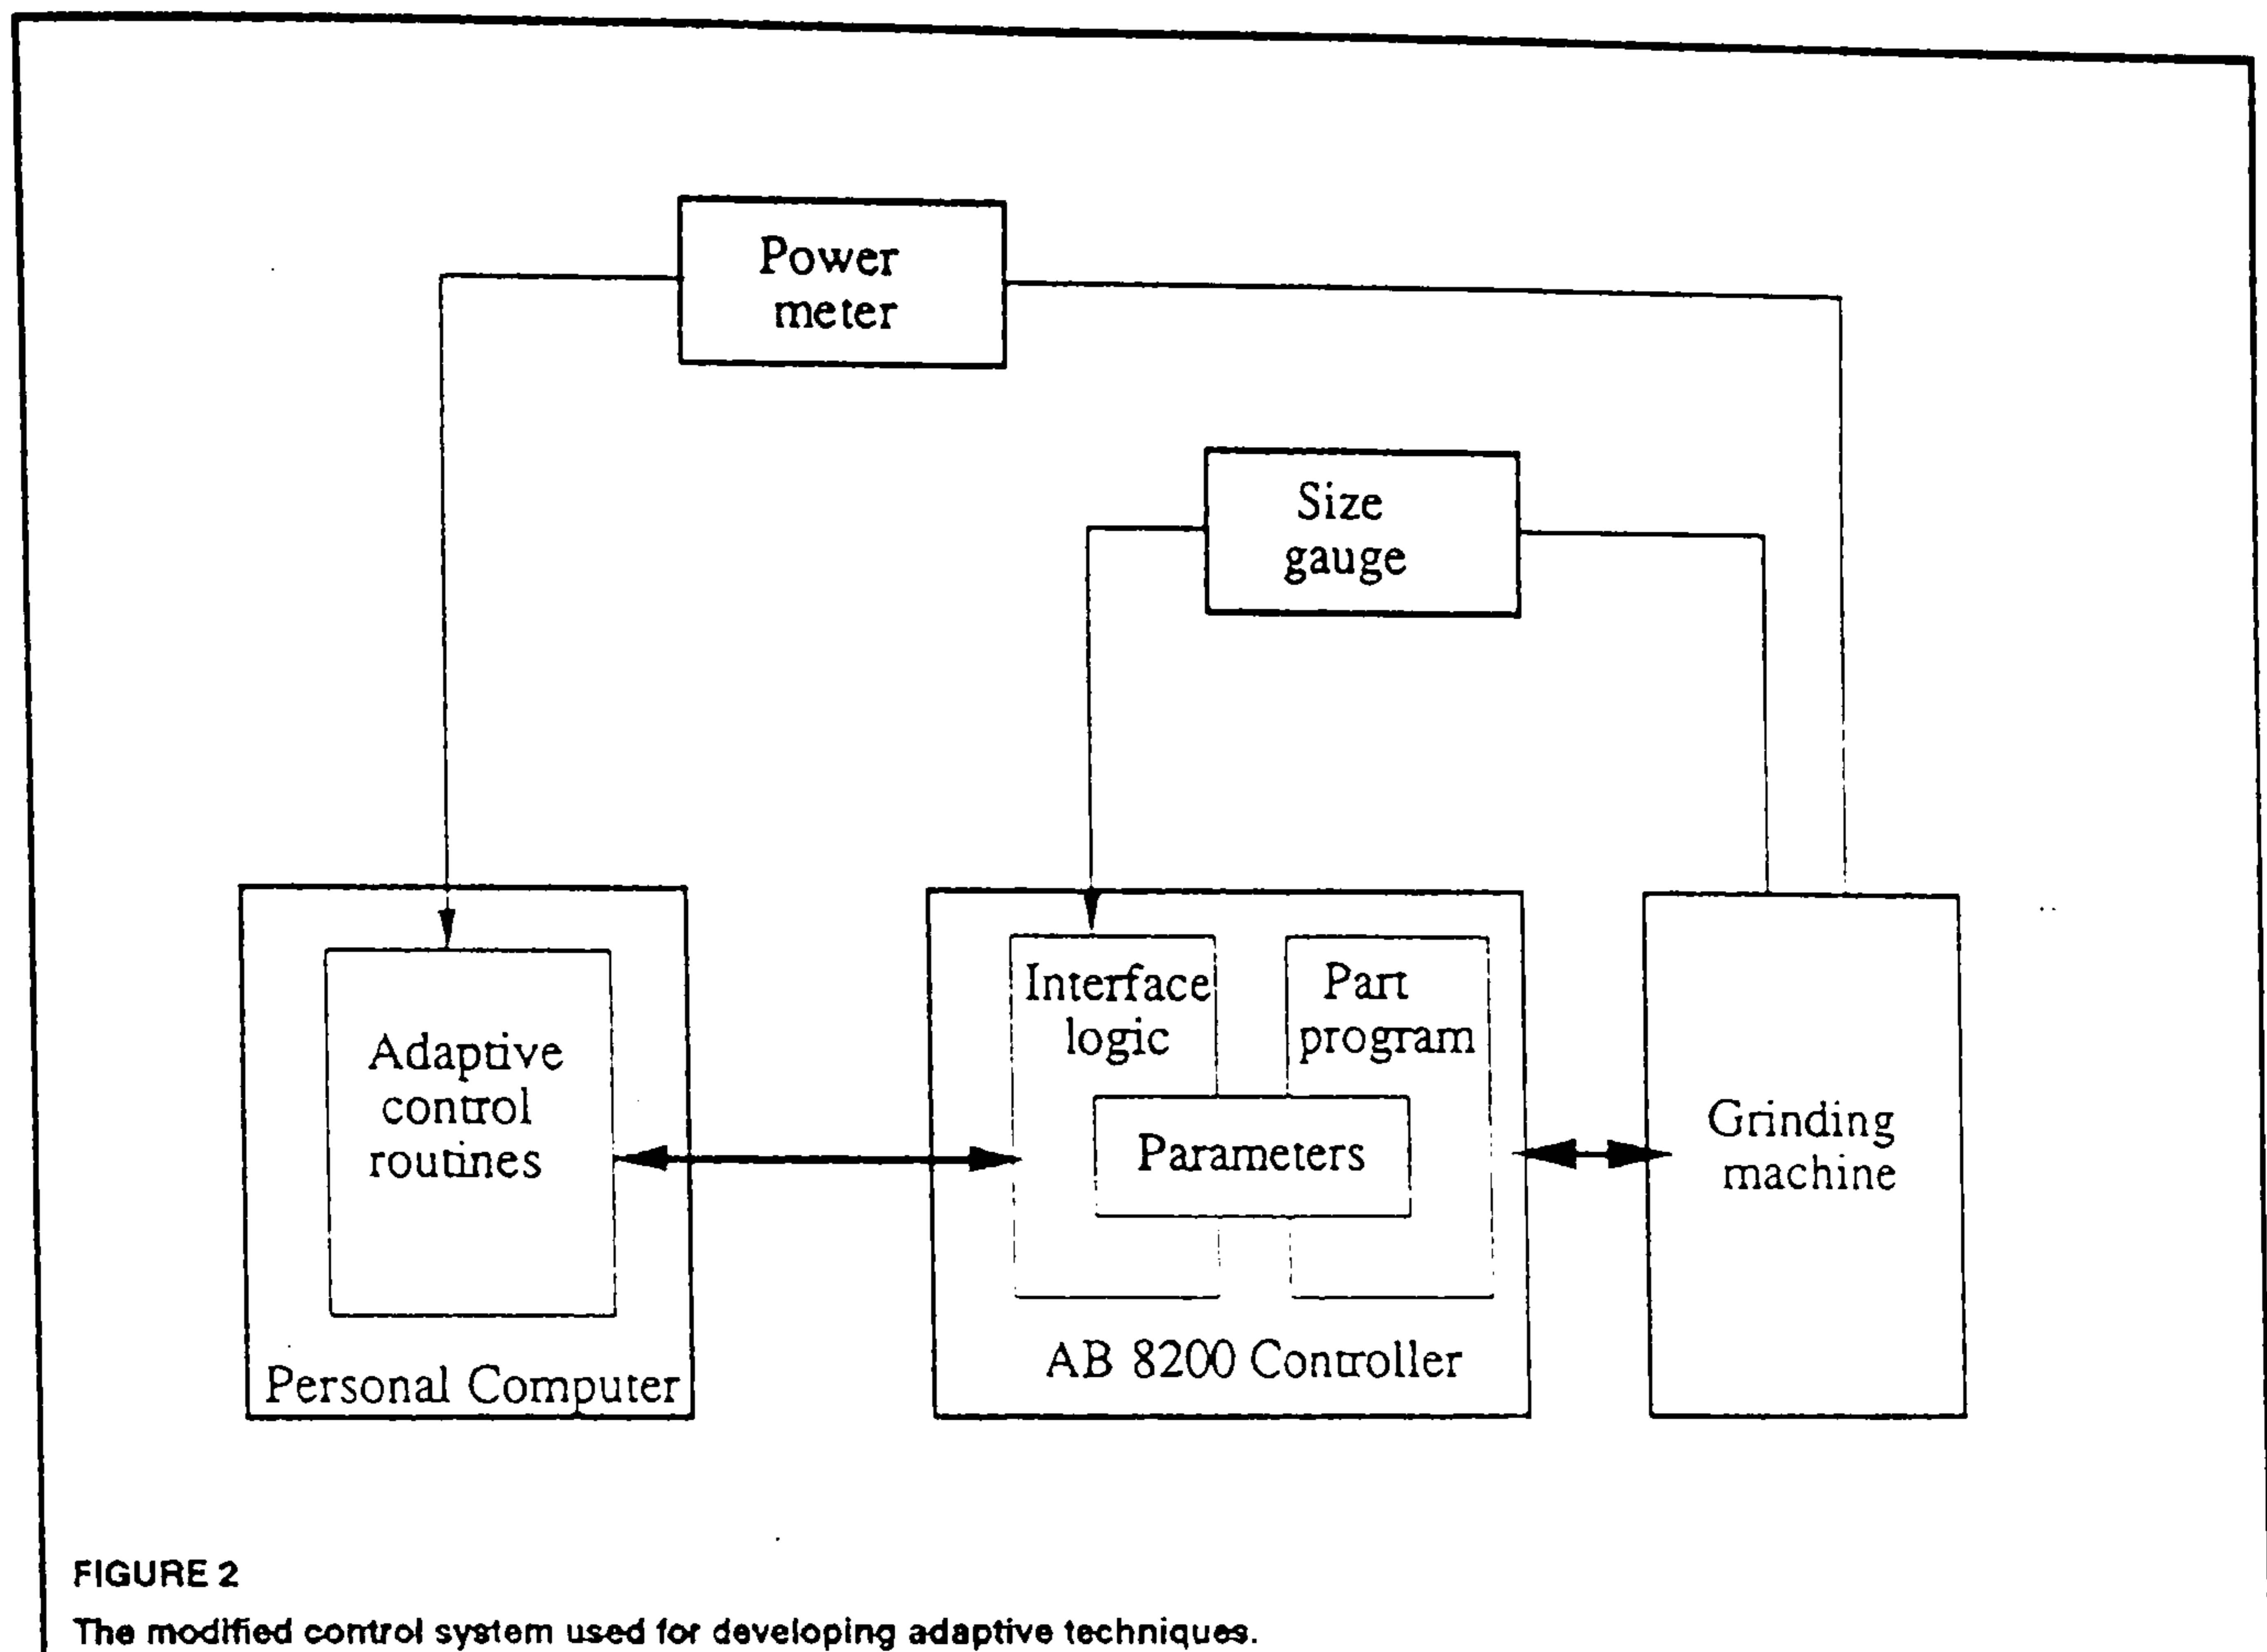 Power
meter
Size
gauge
Interface
logic
Part
program
Adaptive
control
routines
Parameters
Grinding
machine
AB 8200 Controller
Personal Computer
FIGURE 2
The modified control system used for developing adaptive techniques.